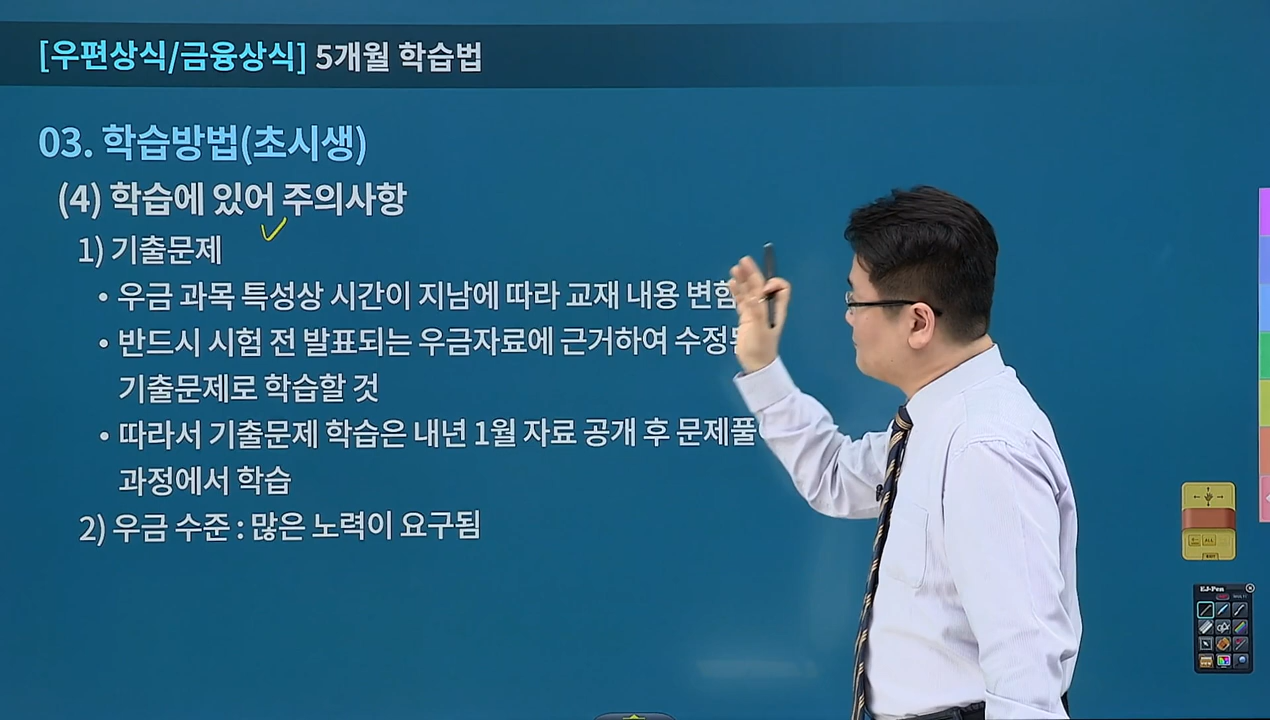 [우편상식/금융상식] 5개월 학습법
03. 학습방법(초시생)
(4) 학습에 있어 주의사항
1) 기출문제
• 우금 과목 특성상 시간이 지남에 따라 교재 내용 변함
• 반드시 시험 전 발표되는 우금자료에 근거하여
기출문제로 학습할 것
• 따라서 기출문제 학습은 내년 1월 자료 공개 후 문제풀
과정에서 학습
2) 우금 수준 : 많은 노력이 요구됨
EJ-Pen